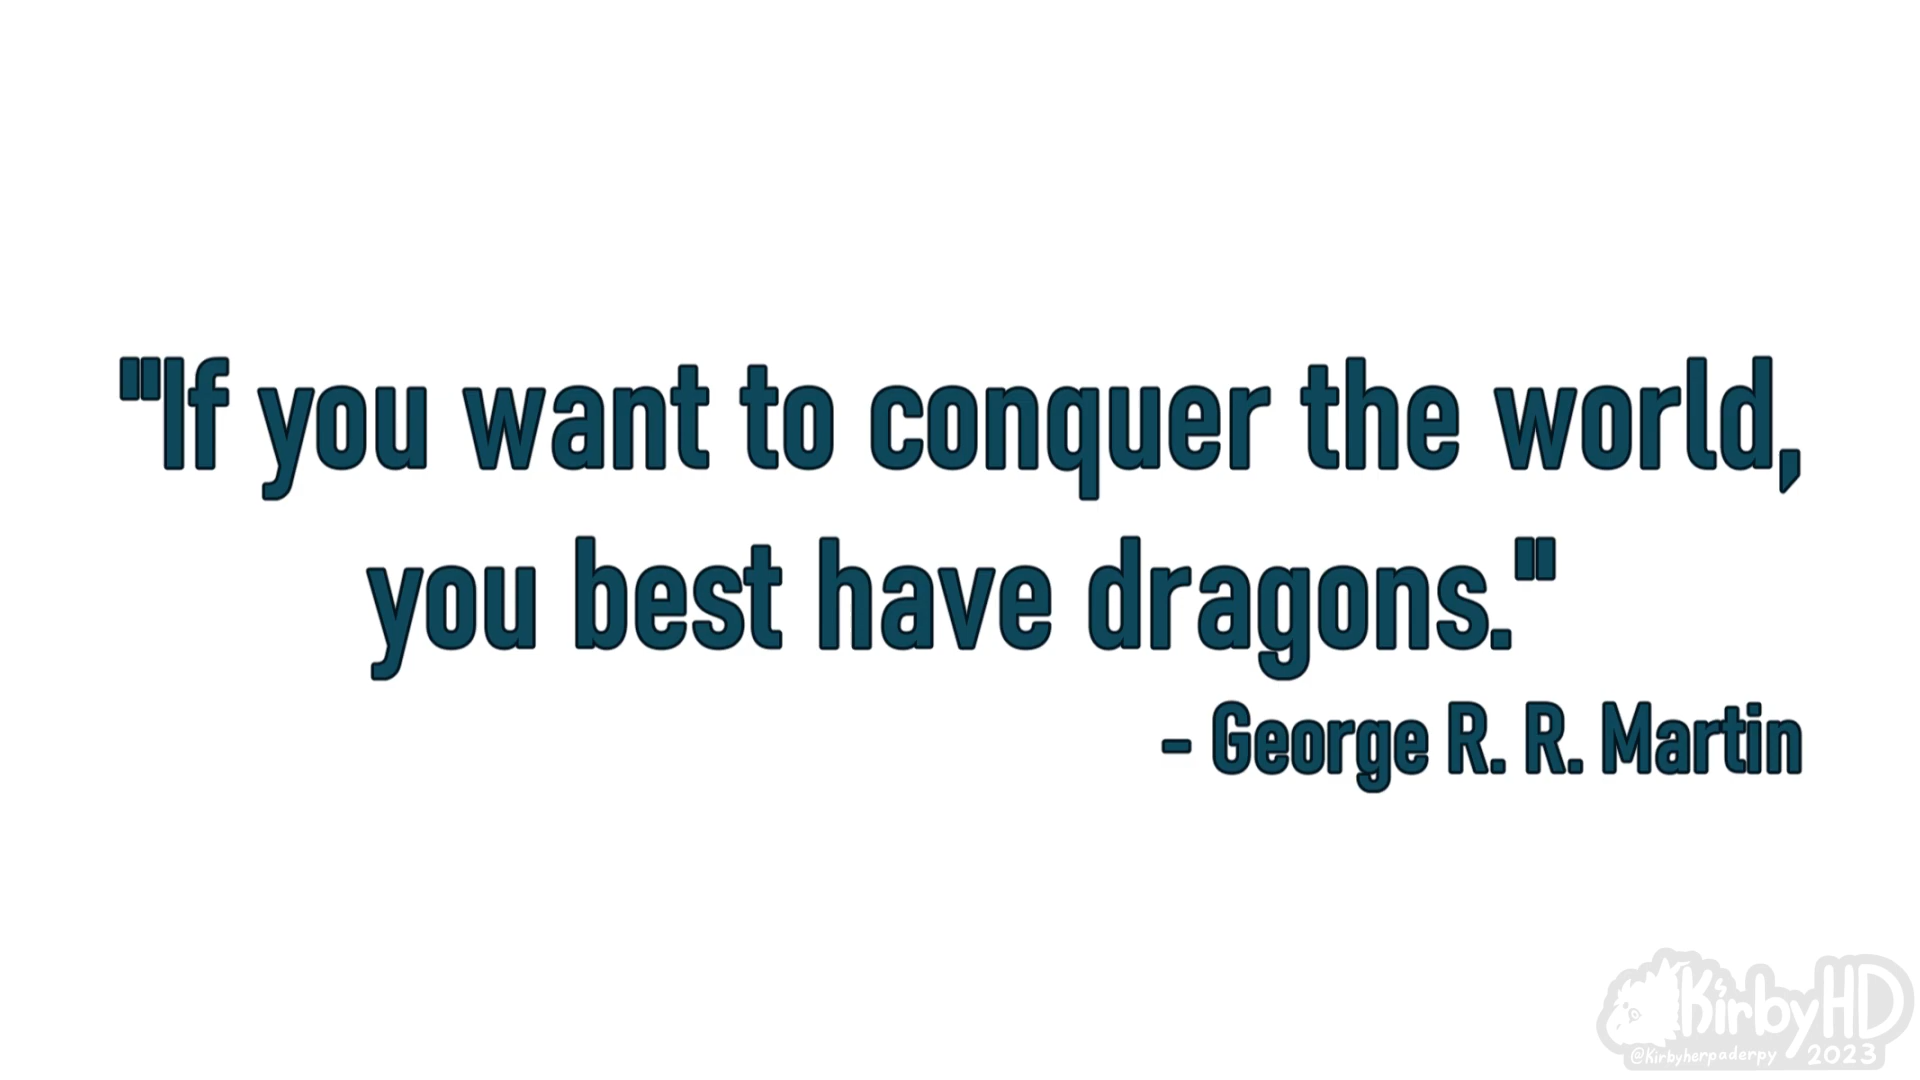 "If you want to conquer the world,
you best have dragons."
- George R. R. Martin
KirbyHD
@Kirbyherpaderpy 2023